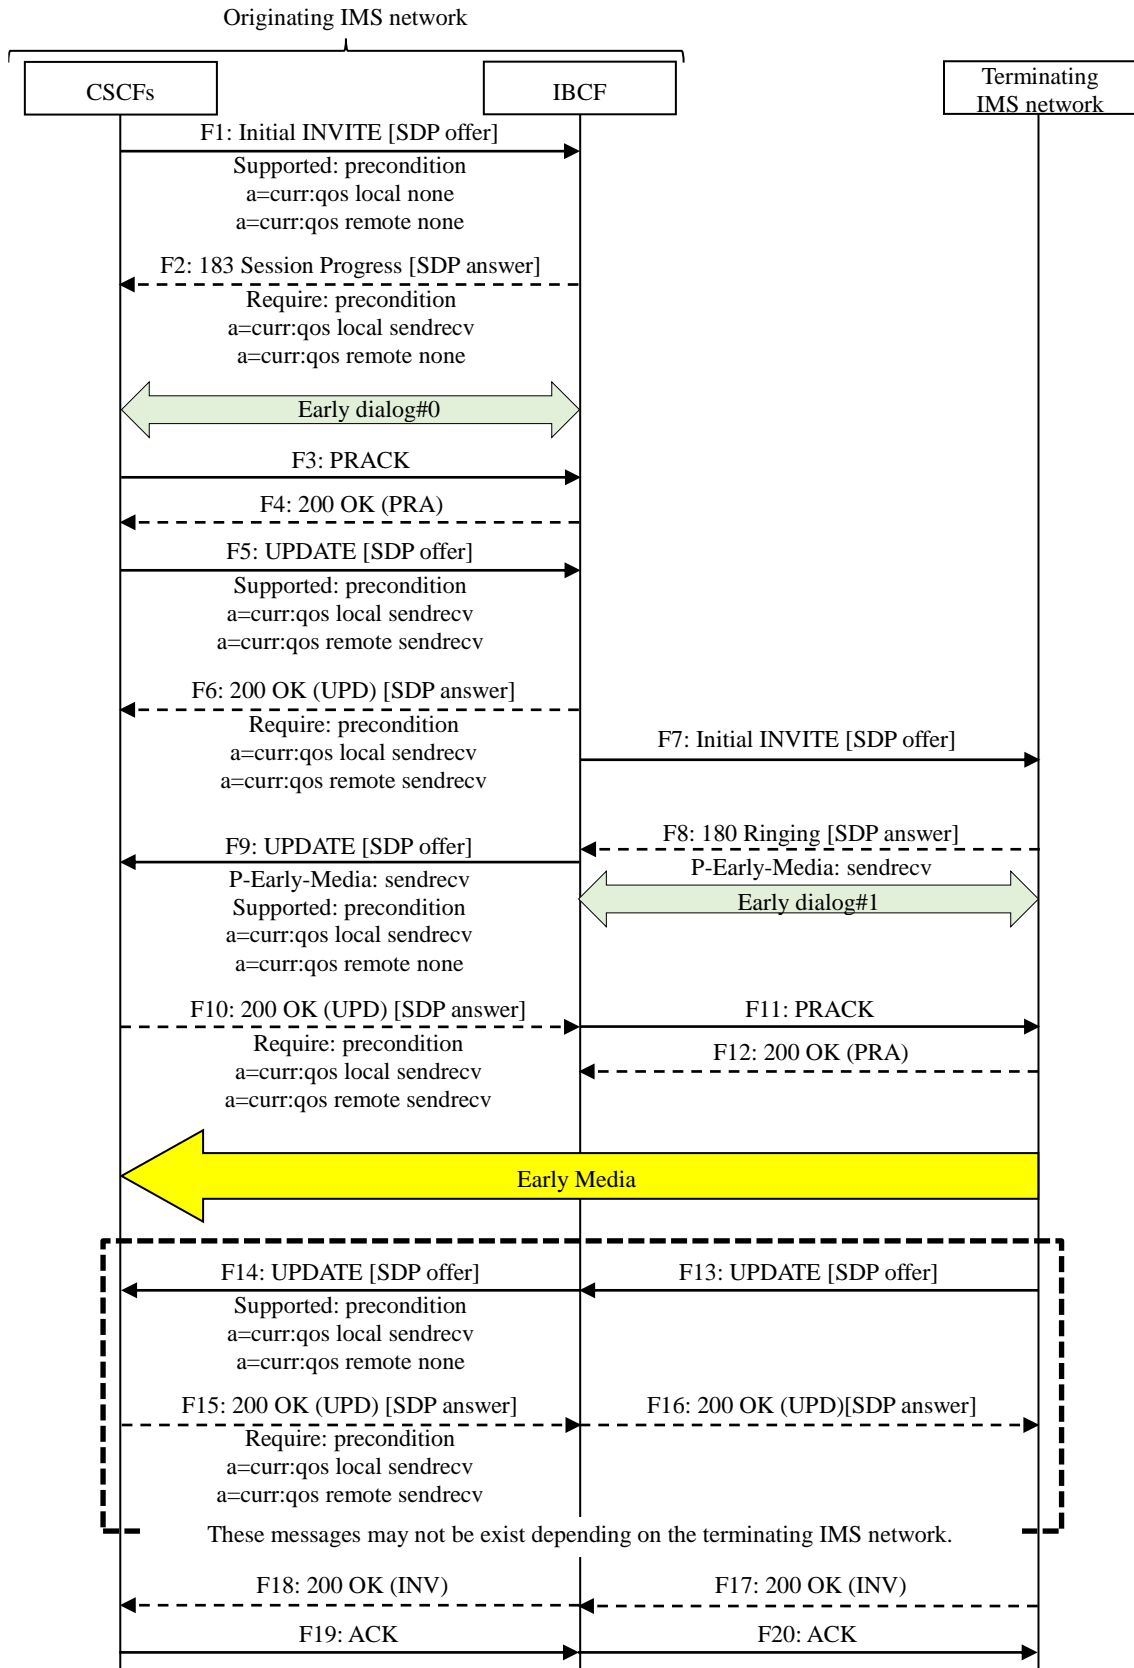 Originating IMS network
CSCFs
IBCF
Terminating
IMS network
F1: Initial INVITE [SDP offer]
Supported: precondition
a=curr:qos local none
a=curr:qos remote none
F2: 183 Session Progress [SDP answer]
Require: precondition
a=curr:qos local sendrecv
a=curr:qos remote none
Early dialog#0
F3: PRACK
F4: 200 OK (PRA)
F5: UPDATE [SDP offer]
Supported: precondition
a=curr:qos local sendrecv
a=curr:qos remote sendrecv
F6: 200 OK (UPD) [SDP answer]
Require: precondition
a=curr:qos local sendrecv
a=curr:qos remote sendrecv
F7: Initial INVITE [SDP offer]
F8: 180 Ringing [SDP answer]
P-Early-Media: sendrecv
Early dialog#1
F9: UPDATE [SDP offer]
P-Early-Media: sendrecv
Supported: precondition
a=curr:qos local sendrecv
a=curr:qos remote none
F10: 200 OK (UPD) [SDP answer]
Require: precondition
a=curr:qos local sendrecv
a=curr:qos remote sendrecv
F11: PRACK
F12: 200 OK (PRA)
Early Media
F14: UPDATE [SDP offer]
F13: UPDATE [SDP offer]
Supported: precondition
a=curr:qos local sendrecv
a=curr:qos remote none
F15: 200 OK (UPD) [SDP answer]
F16: 200 OK (UPD)[SDP answer]
Require: precondition
a=curr:qos local sendrecv
a=curr:qos remote sendrecv
These messages may not be exist depending on the terminating IMS network.
F18: 200 OK (INV)
F17: 200 OK (INV)
F19: ACK
F20: ACK